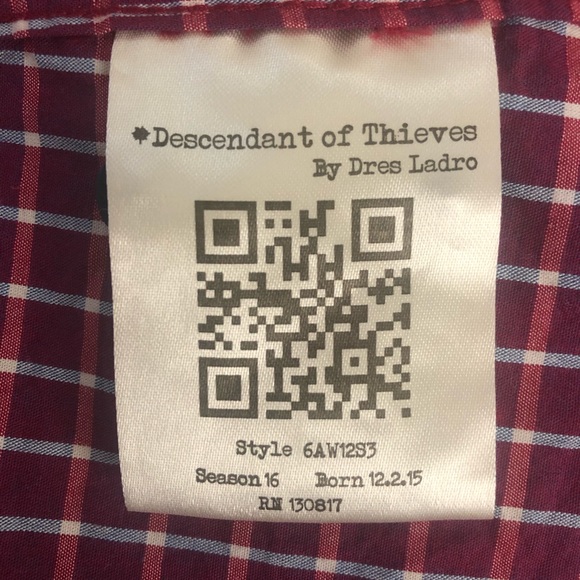 *Descendant of Thieves
By Dres Ladro
Style 6AW12S3
Season 16 Born 12.2.15
RN 130817